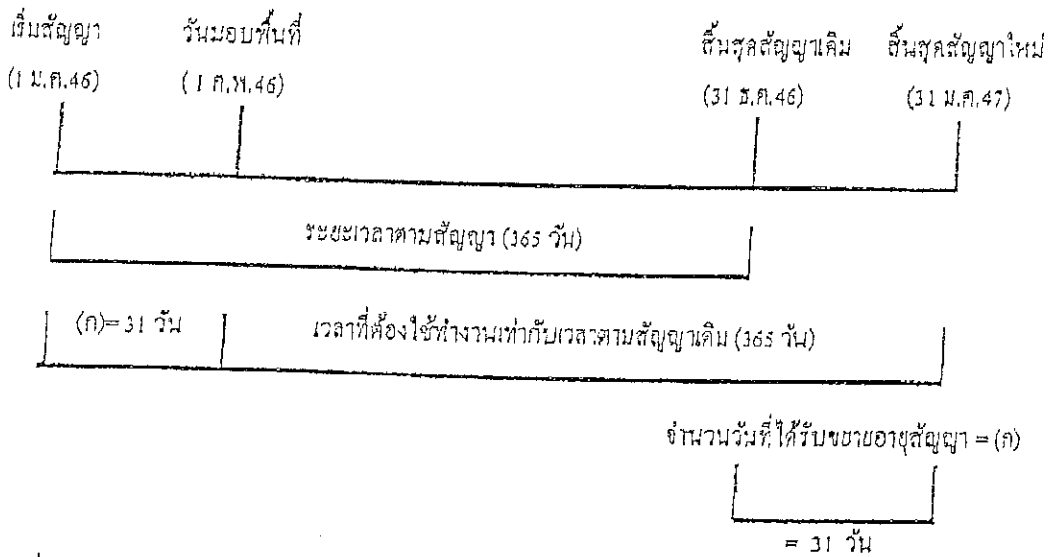 เริ่มสัญญา วันมอบพื้นที่ สิ้นสุดสัญญาเดิม สิ้นสุดสัญญาใหม่
(1 ม.ค.46) (1 ก.พ.46) (31 ธ.ค.46) (31 ม.ค.47)
ระยะเวลาตามสัญญา (365 วัน)
(ก)= 31 วัน เวลาที่ต้องใช้ทำงานเท่ากับเวลาตามสัญญาเดิม (365 วัน)
จำนวนวันที่ได้รับขยายอายุสัญญา = (ก)
= 31 วัน